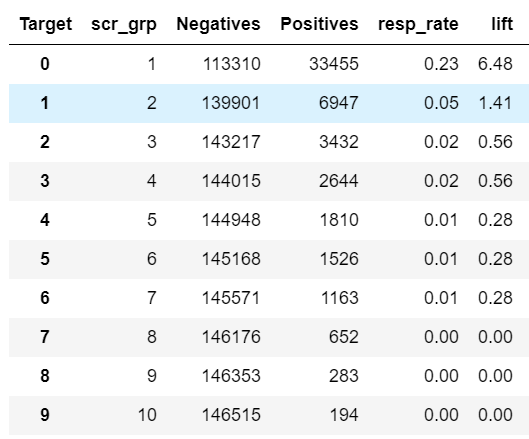 Target scr_grp Negatives Positives resp_rate lift
0 1 113310 33455 0.23 6.48
1 2 139901 6947 0.05 1.41
2 3 143217 3432 0.02 0.56
3 4 144015 2644 0.02 0.56
4 5 144948 1810 0.01 0.28
5 6 145168 1526 0.01 0.28
6 7 145571 1163 0.01 0.28
7 8 146176 652 0.00 0.00
8 9 146353 283 0.00 0.00
9 10 146515 194 0.00 0.00